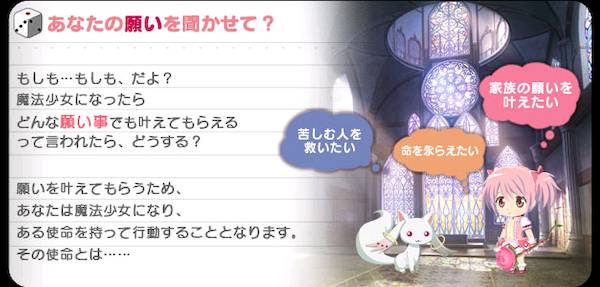 あなたの願いを聞かせて？
もしも…もしも、だよ？
魔法少女になったら
どんな願い事でも叶えてもらえる
って言われたら、どうする？
願いを叶えてもらうため、
あなたは魔法少女になり、
ある使命を持って行動することとなります。
その使命とは……
苦しむ人を
救いたい
命を永らえたい
家族の願いを
叶えたい